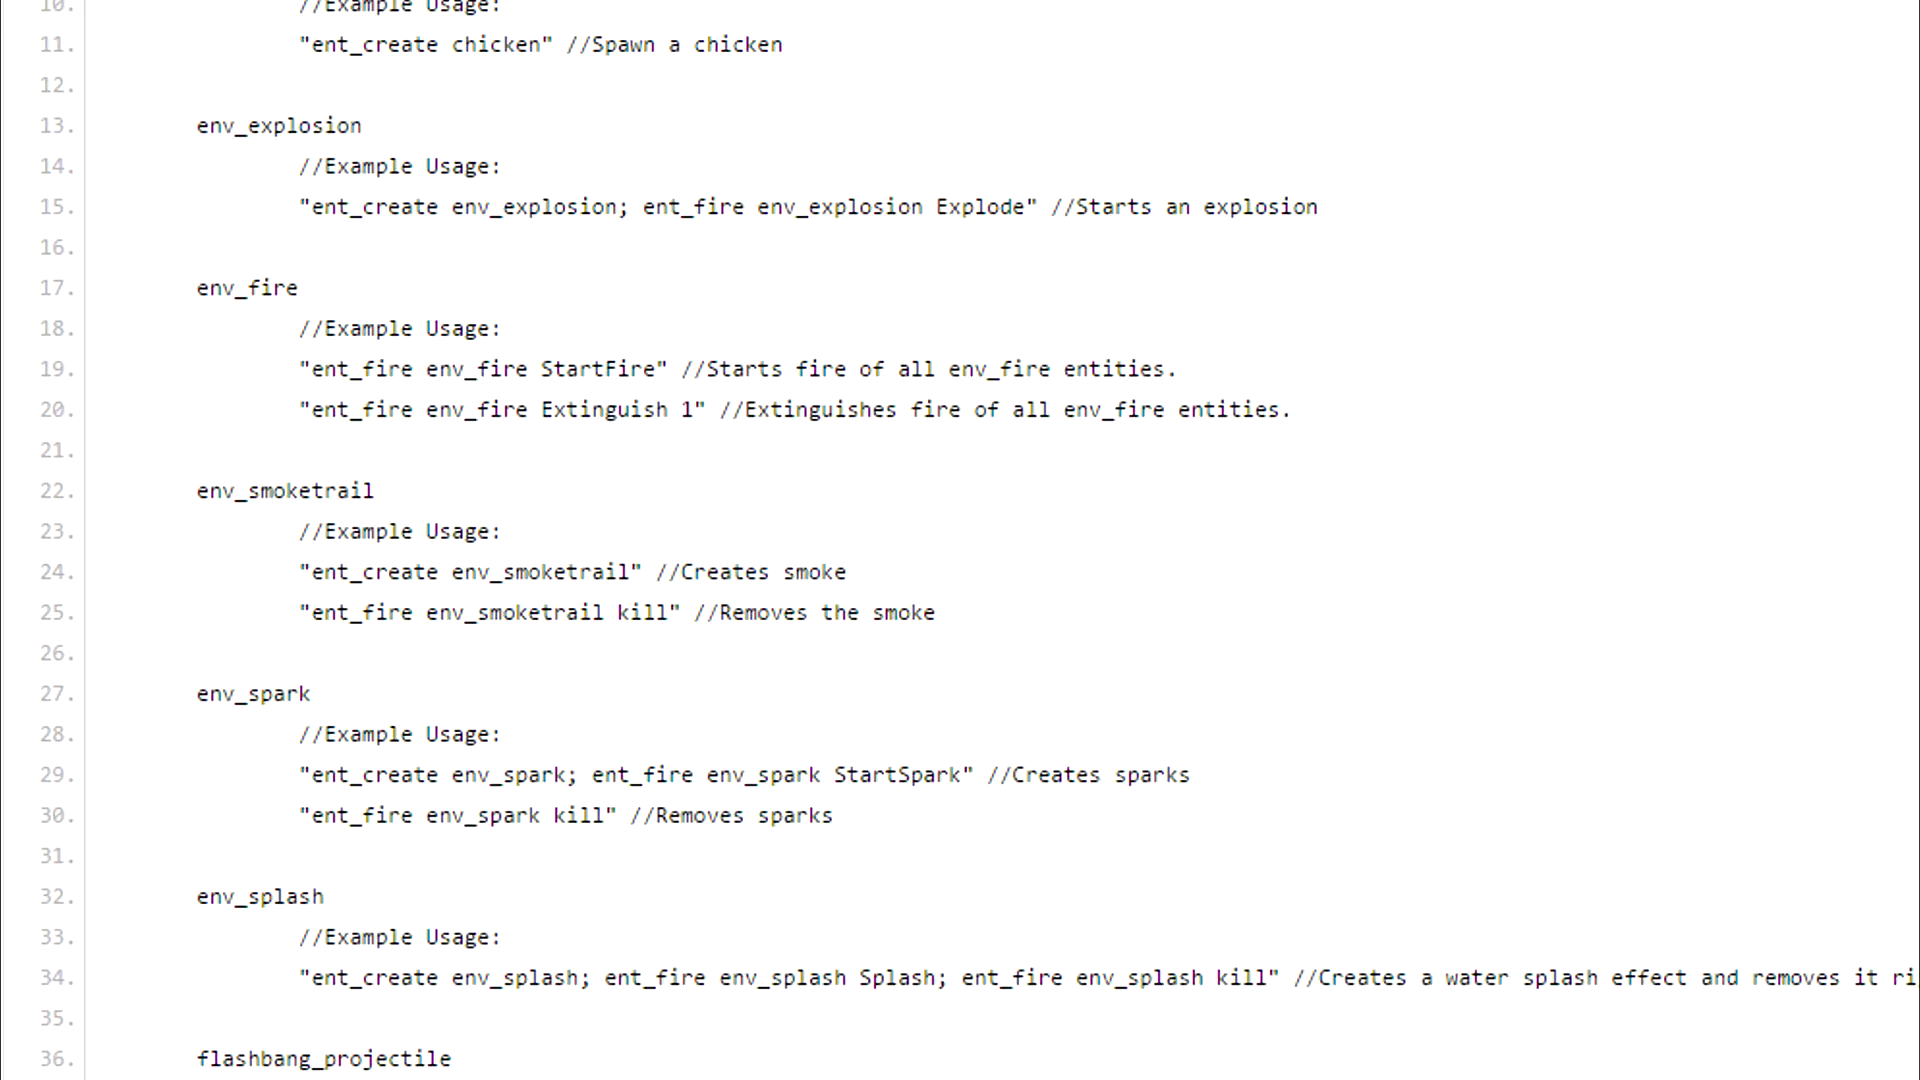 10. //Example Usage:
11. "ent_create chicken" //Spawn a chicken
12.
13. env_explosion
14. //Example Usage:
15. "ent_create env_explosion; ent_fire env_explosion Explode" //Starts an explosion
16.
17. env_fire
18. //Example Usage:
19. "ent_fire env_fire StartFire" //Starts fire of all env_fire entities.
20. "ent_fire env_fire Extinguish 1" //Extinguishes fire of all env_fire entities.
21.
22. env_smoketrail
23. //Example Usage:
24. "ent_create env_smoketrail" //Creates smoke
25. "ent_fire env_smoketrail kill" //Removes the smoke
26.
27. env_spark
28. //Example Usage:
29. "ent_create env_spark; ent_fire env_spark StartSpark" //Creates sparks
30. "ent_fire env_spark kill" //Removes sparks
31.
32. env_splash
33. //Example Usage:
34. "ent_create env_splash; ent_fire env_splash Splash; ent_fire env_splash kill" //Creates a water splash effect and removes it
35.
36. flashbang_projectile